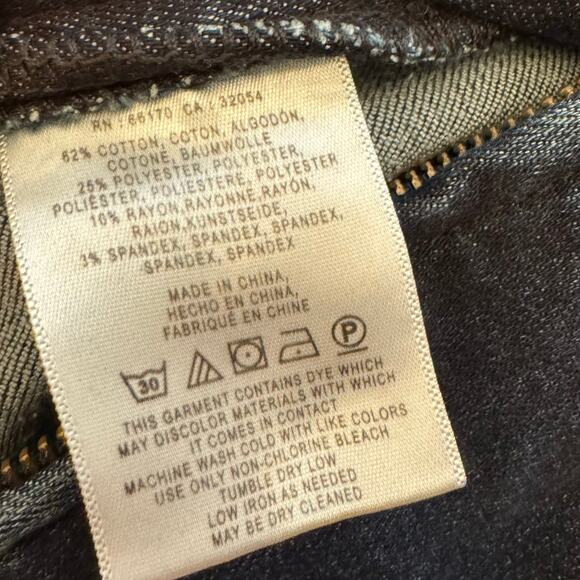 RN : 66170 CA : 32054
62% COTTON, COTON, ALGODÓN,
COTONE, BAUMWOLLE
25% POLYESTER, POLYESTER,
POLIÉSTER, POLIESTERE, POLYESTER
10% RAYON,RAYONNE,RAYÓN,
RAION,KUNSTSEIDE,
3% SPANDEX, SPANDEX, SPANDEX,
SPANDEX, SPANDEX
MADE IN CHINA,
HECHO EN CHINA,
FABRIQUÉ EN CHINE
30 P
THIS GARMENT CONTAINS DYE WHICH
MAY DISCOLOR MATERIALS WITH WHICH
IT COMES IN CONTACT
MACHINE WASH COLD WITH LIKE COLORS
USE ONLY NON-CHLORINE BLEACH
TUMBLE DRY LOW
LOW IRON AS NEEDED
MAY BE DRY CLEANED